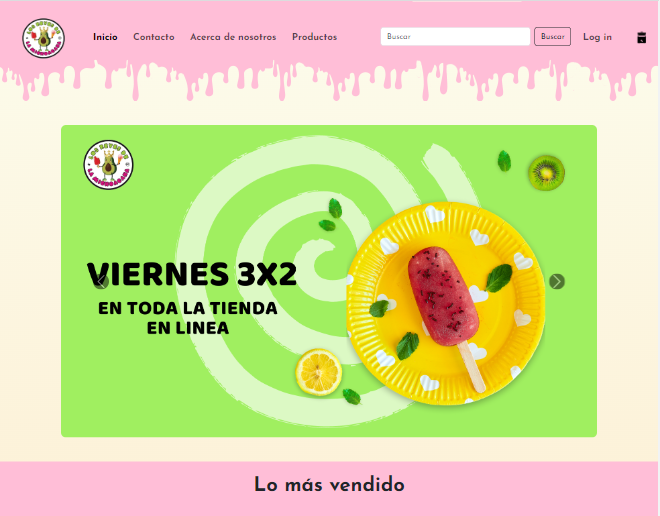 Inicio Contacto Acerca de nosotros Productos Buscar Buscar Log in
VIERNES 3X2
EN TODA LA TIENDA
EN LINEA
Lo más vendido